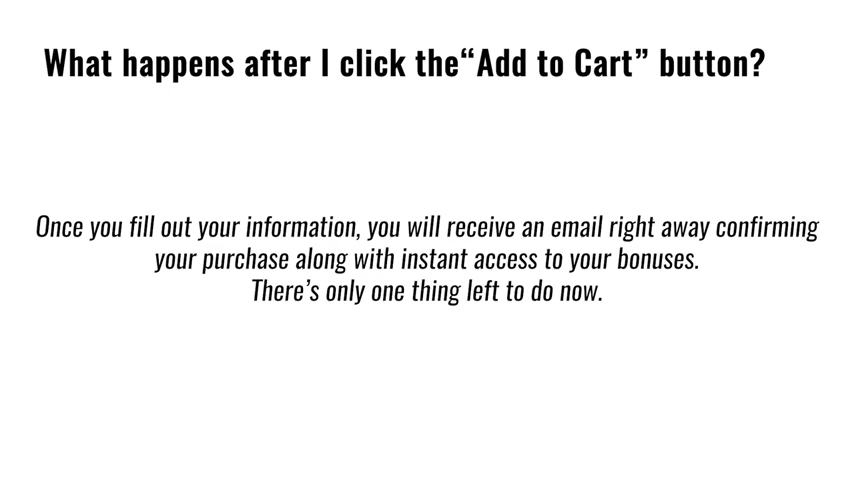 What happens after I click the“Add to Cart” button?
Once you fill out your information, you will receive an email right away confirming
your purchase along with instant access to your bonuses.
There’s only one thing left to do now.